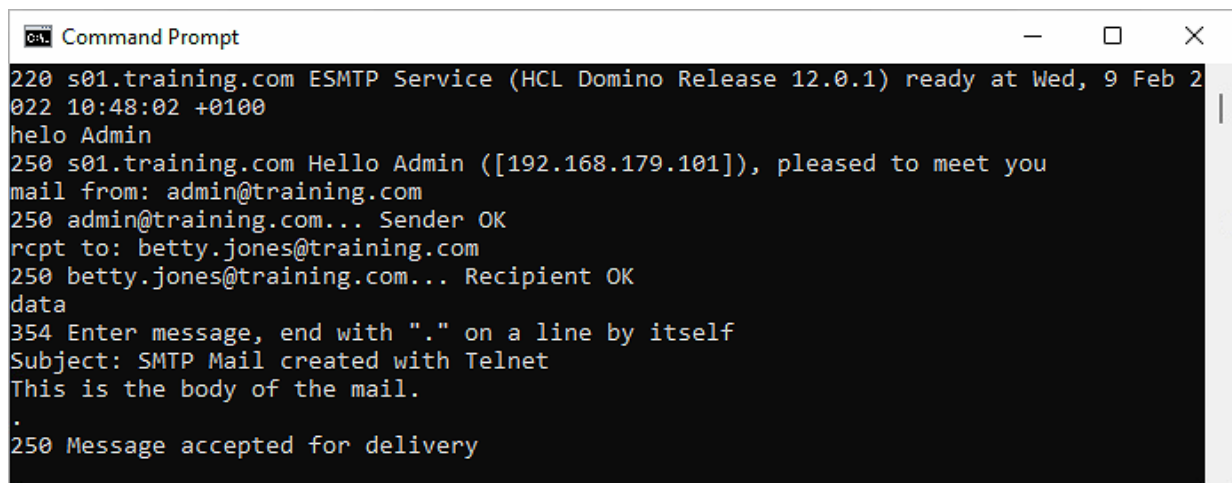 Command Prompt
220 s01.training.com ESMTP Service (HCL Domino Release 12.0.1) ready at Wed, 9 Feb 2
022 10:48:02 +0100
helo Admin
250 s01.training.com Hello Admin ([192.168.179.101]), pleased to meet you
mail from: admin@training.com
250 admin@training.com... Sender OK
rcpt to: betty.jones@training.com
250 betty.jones@training.com... Recipient OK
data
354 Enter message, end with "." on a line by itself
Subject: SMTP Mail created with Telnet
This is the body of the mail.
.
250 Message accepted for delivery